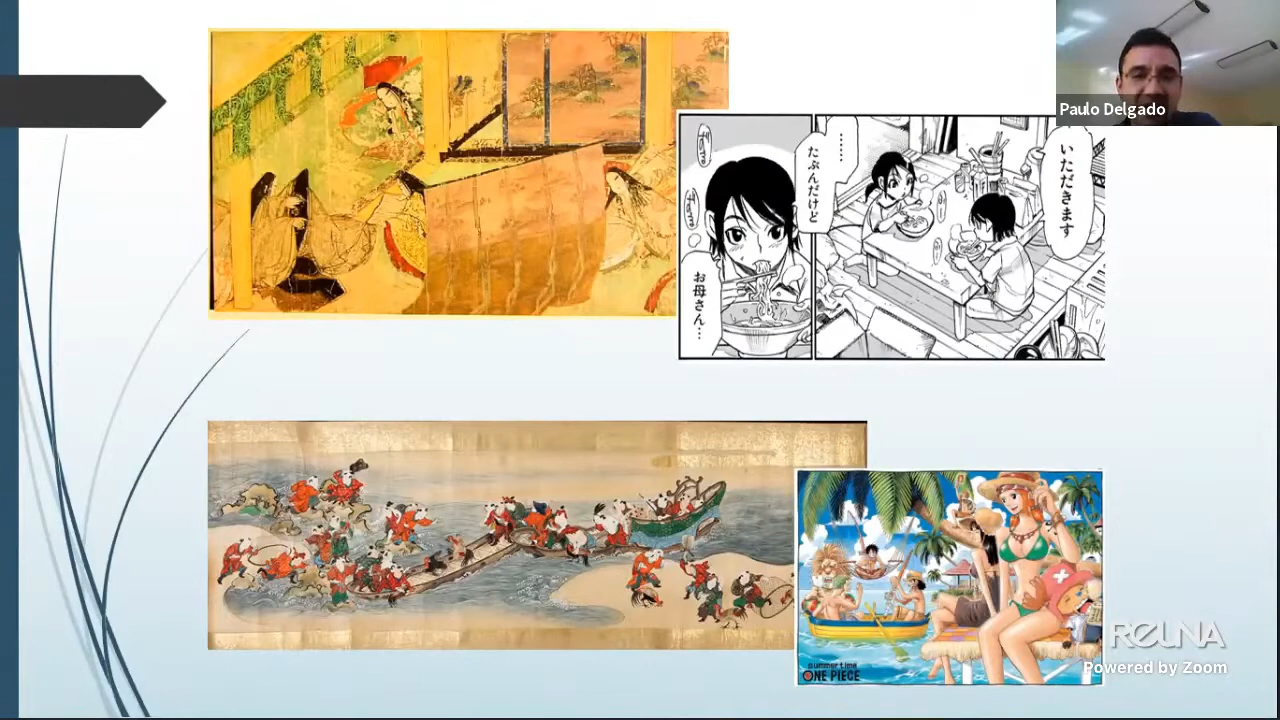 Paulo Delgado
……
たぶんだけど
お母さん…
いただきます
summer time
ONE PIECE
REUNA
Powered by Zoom